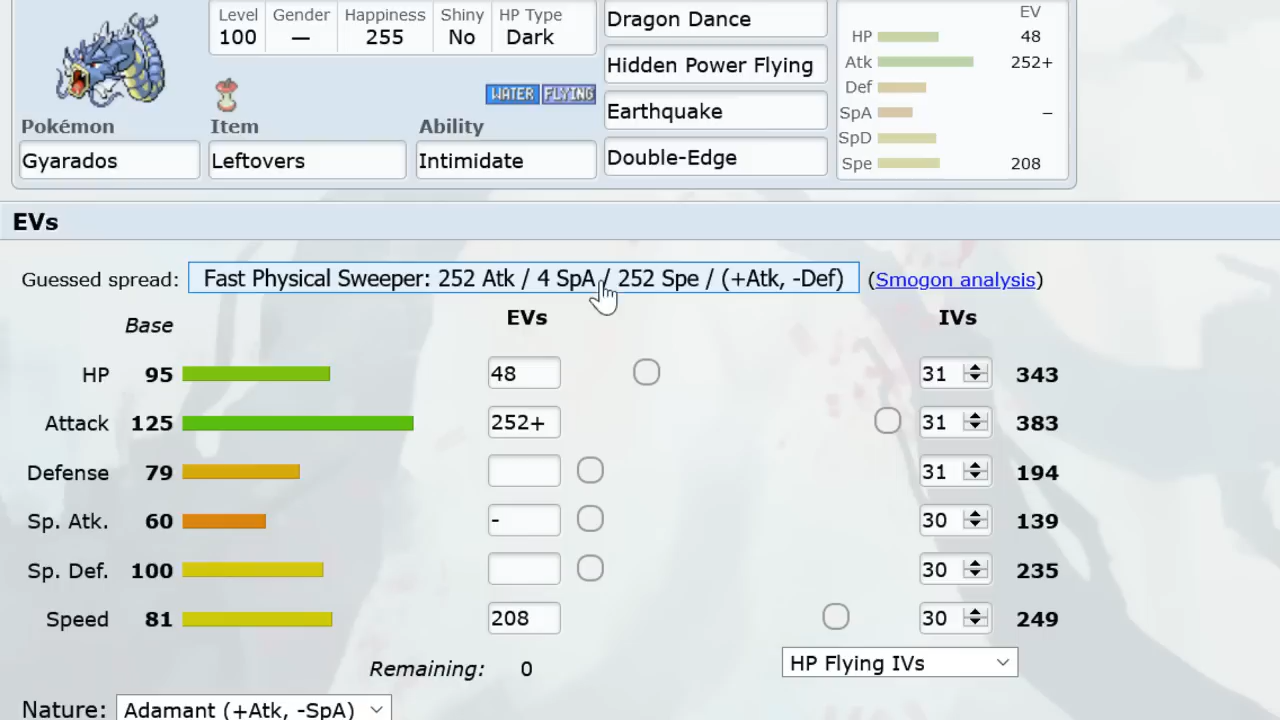 Level Gender Happiness Shiny HP Type
100 — 255 No Dark
WATER FLYING
Pokémon Item Ability
Gyarados Leftovers Intimidate
Dragon Dance
Hidden Power Flying
Earthquake
Double-Edge
EV
HP 48
Atk 252+
Def
SpA –
SpD
Spe 208
EVs
Guessed spread: Fast Physical Sweeper: 252 Atk / 4 SpA / 252 Spe / (+Atk, -Def) (Smogon analysis)
Base EVs IVs
HP 95 48 31 343
Attack 125 252+ 31 383
Defense 79 31 194
Sp. Atk. 60 - 30 139
Sp. Def. 100 30 235
Speed 81 208 30 249
Remaining: 0 HP Flying IVs
Nature: Adamant (+Atk, -SpA)